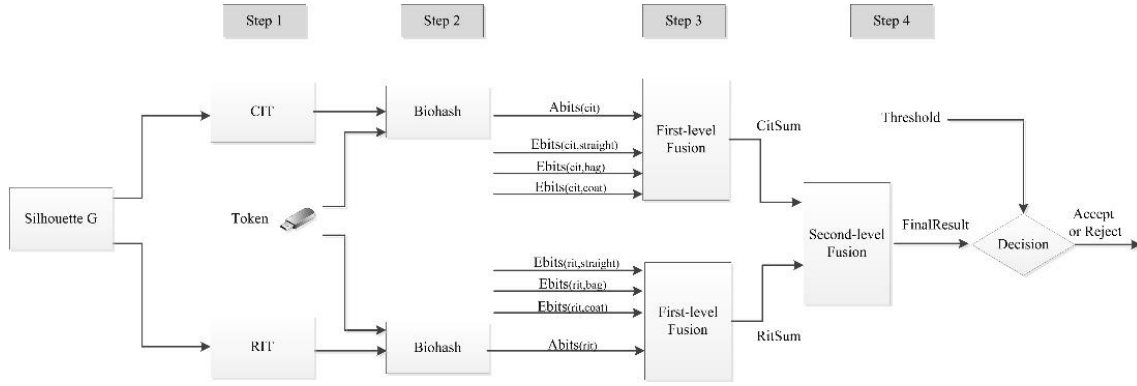 Step 1
Step 2
Step 3
Step 4
CIT
Biohash
Abits(cit)
Ebits(cit,straight)
Ebits(cit,bag)
Ebits(cit,coat)
First-level
Fusion
CitSum
Threshold
Silhouette G
Token
Second-level
Fusion
FinalResult
Decision
Accept
or Reject
Ebits(rit,straight)
Ebits(rit,bag)
Ebits(rit,coat)
First-level
Fusion
RitSum
RIT
Biohash
Abits(rit)